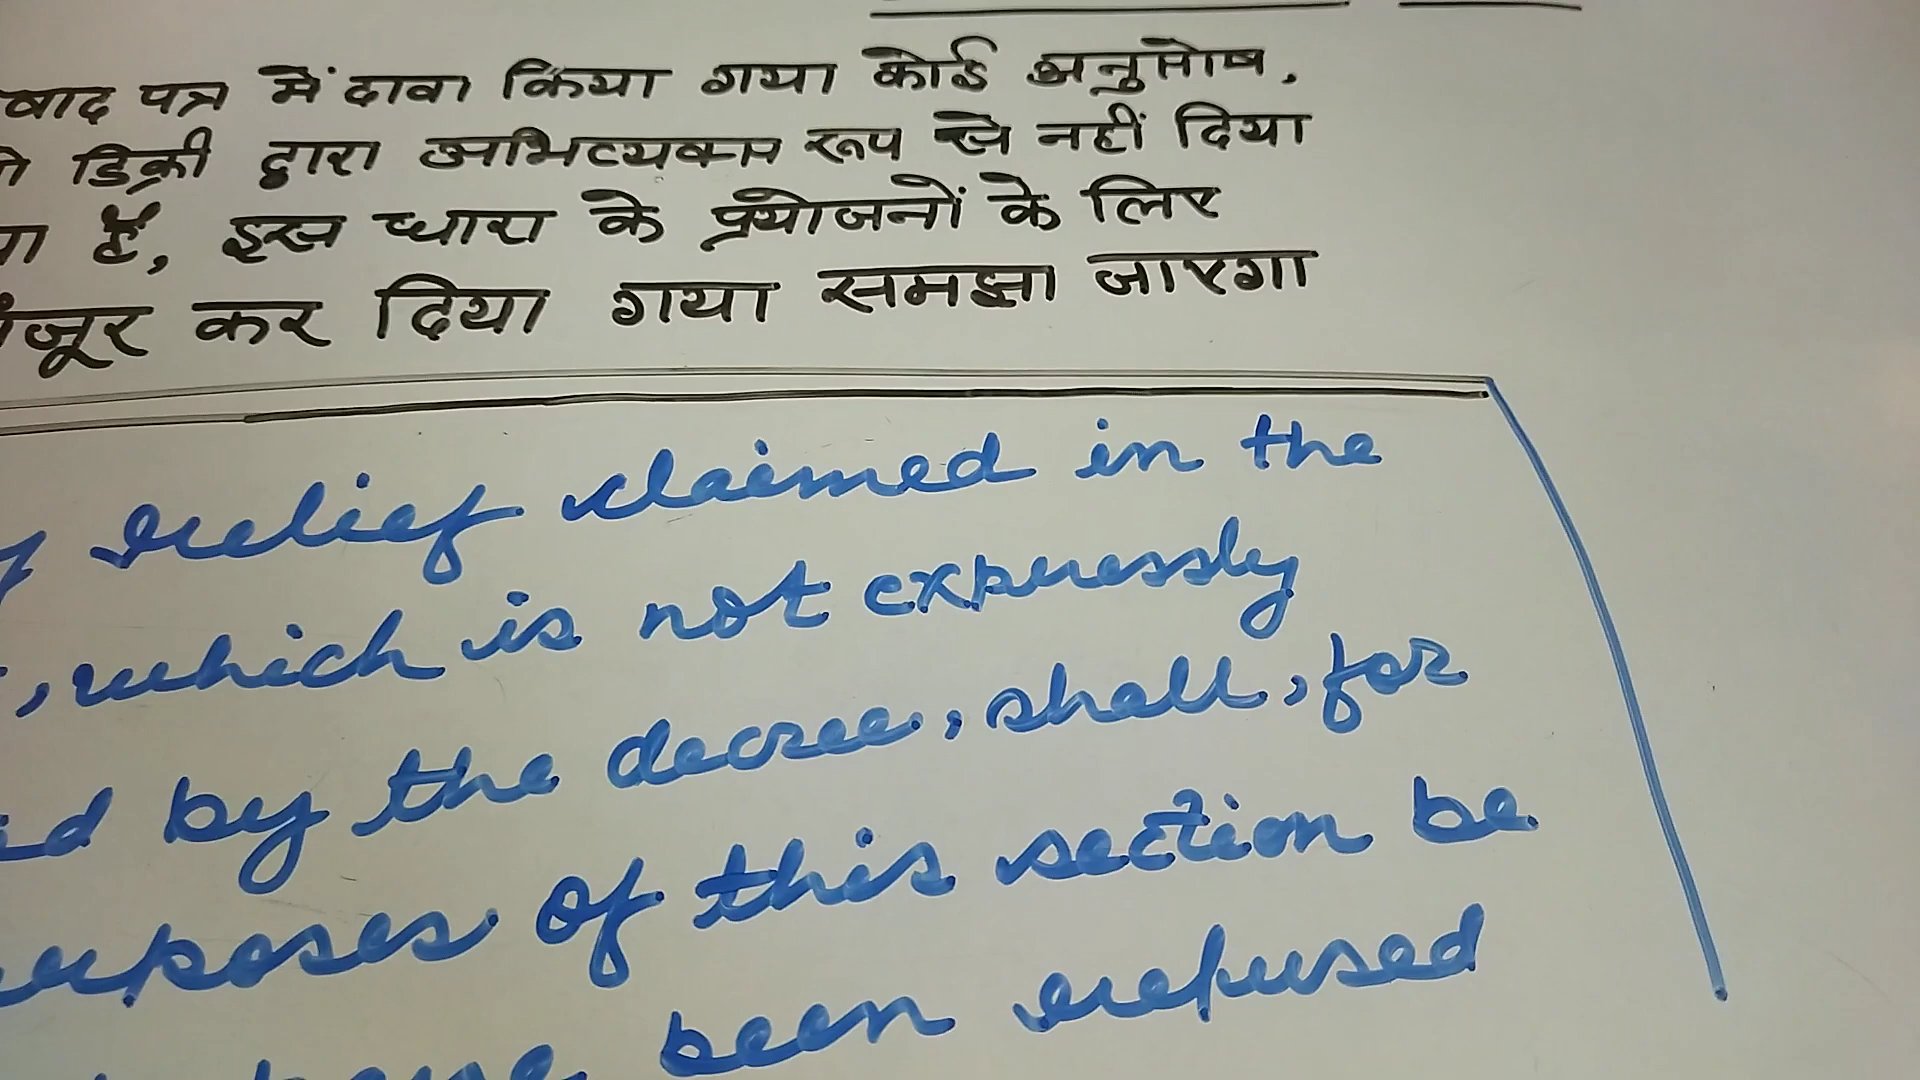 वाद पत्र में दावा किया गया कोई अनुतोष,
डिक्री द्वारा अभिव्यक्त रूप से नहीं दिया
है, इस धारा के प्रयोजनों के लिए
कर दिया गया समझा जाएगा
relief claimed in the
, which is not expressly
by the decree, shall, for
of this section be
been refused